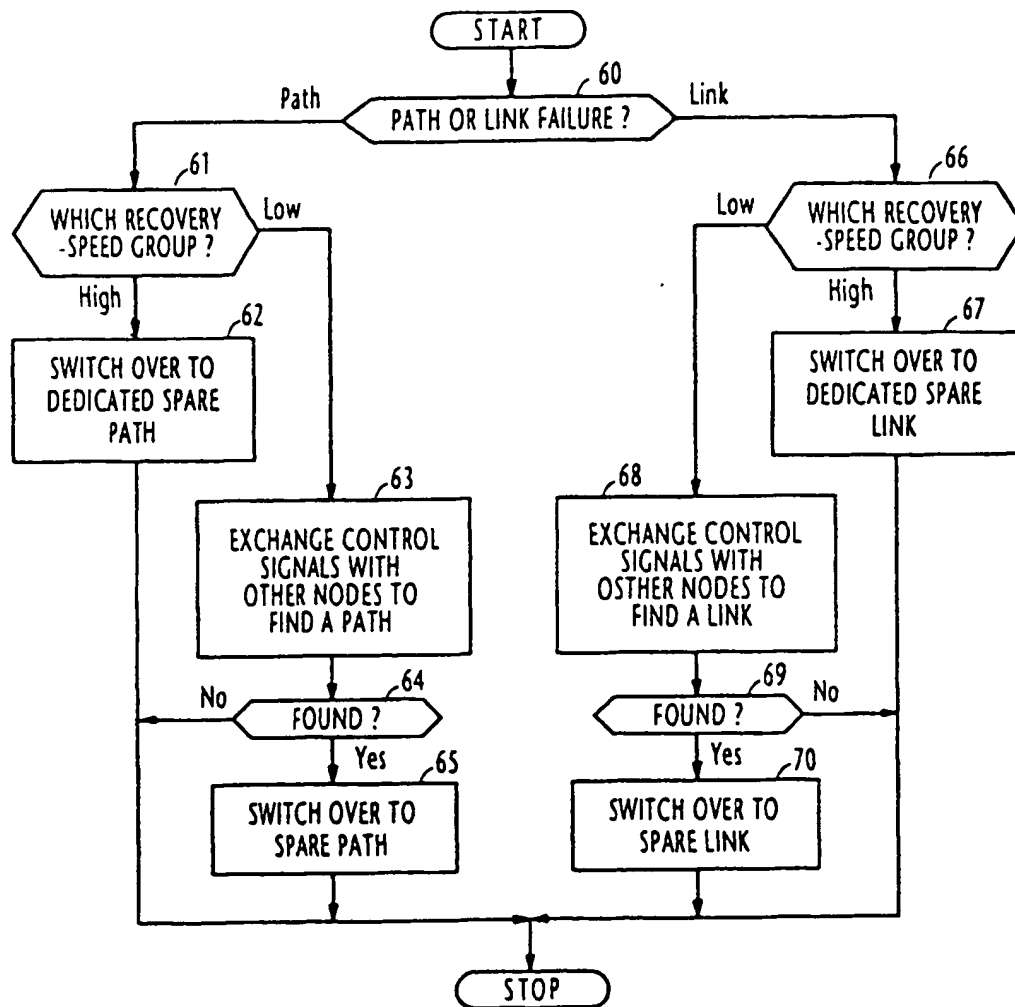 START
60
Path
PATH OR LINK FAILURE ?
Link
61
WHICH RECOVERY
-SPEED GROUP ?
Low
High
62
SWITCH OVER TO
DEDICATED SPARE
PATH
63
EXCHANGE CONTROL
SIGNALS WITH
OTHER NODES TO
FIND A PATH
64
No
FOUND ?
Yes
65
SWITCH OVER TO
SPARE PATH
66
Low
WHICH RECOVERY
-SPEED GROUP ?
High
67
SWITCH OVER TO
DEDICATED SPARE
LINK
68
EXCHANGE CONTROL
SIGNALS WITH
OSTHER NODES TO
FIND A LINK
69
FOUND ?
No
Yes
70
SWITCH OVER TO
SPARE LINK
STOP